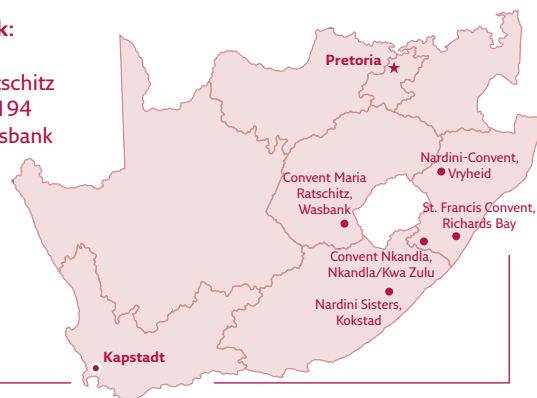 k:
tschitz
194
sbank
Pretoria
Nardini-Convent,
Vryheid
Convent Maria
Ratschitz,
Wasbank
St. Francis Convent,
Richards Bay
Convent Nkandla,
Nkandla/Kwa Zulu
Nardini Sisters,
Kokstad
Kapstadt